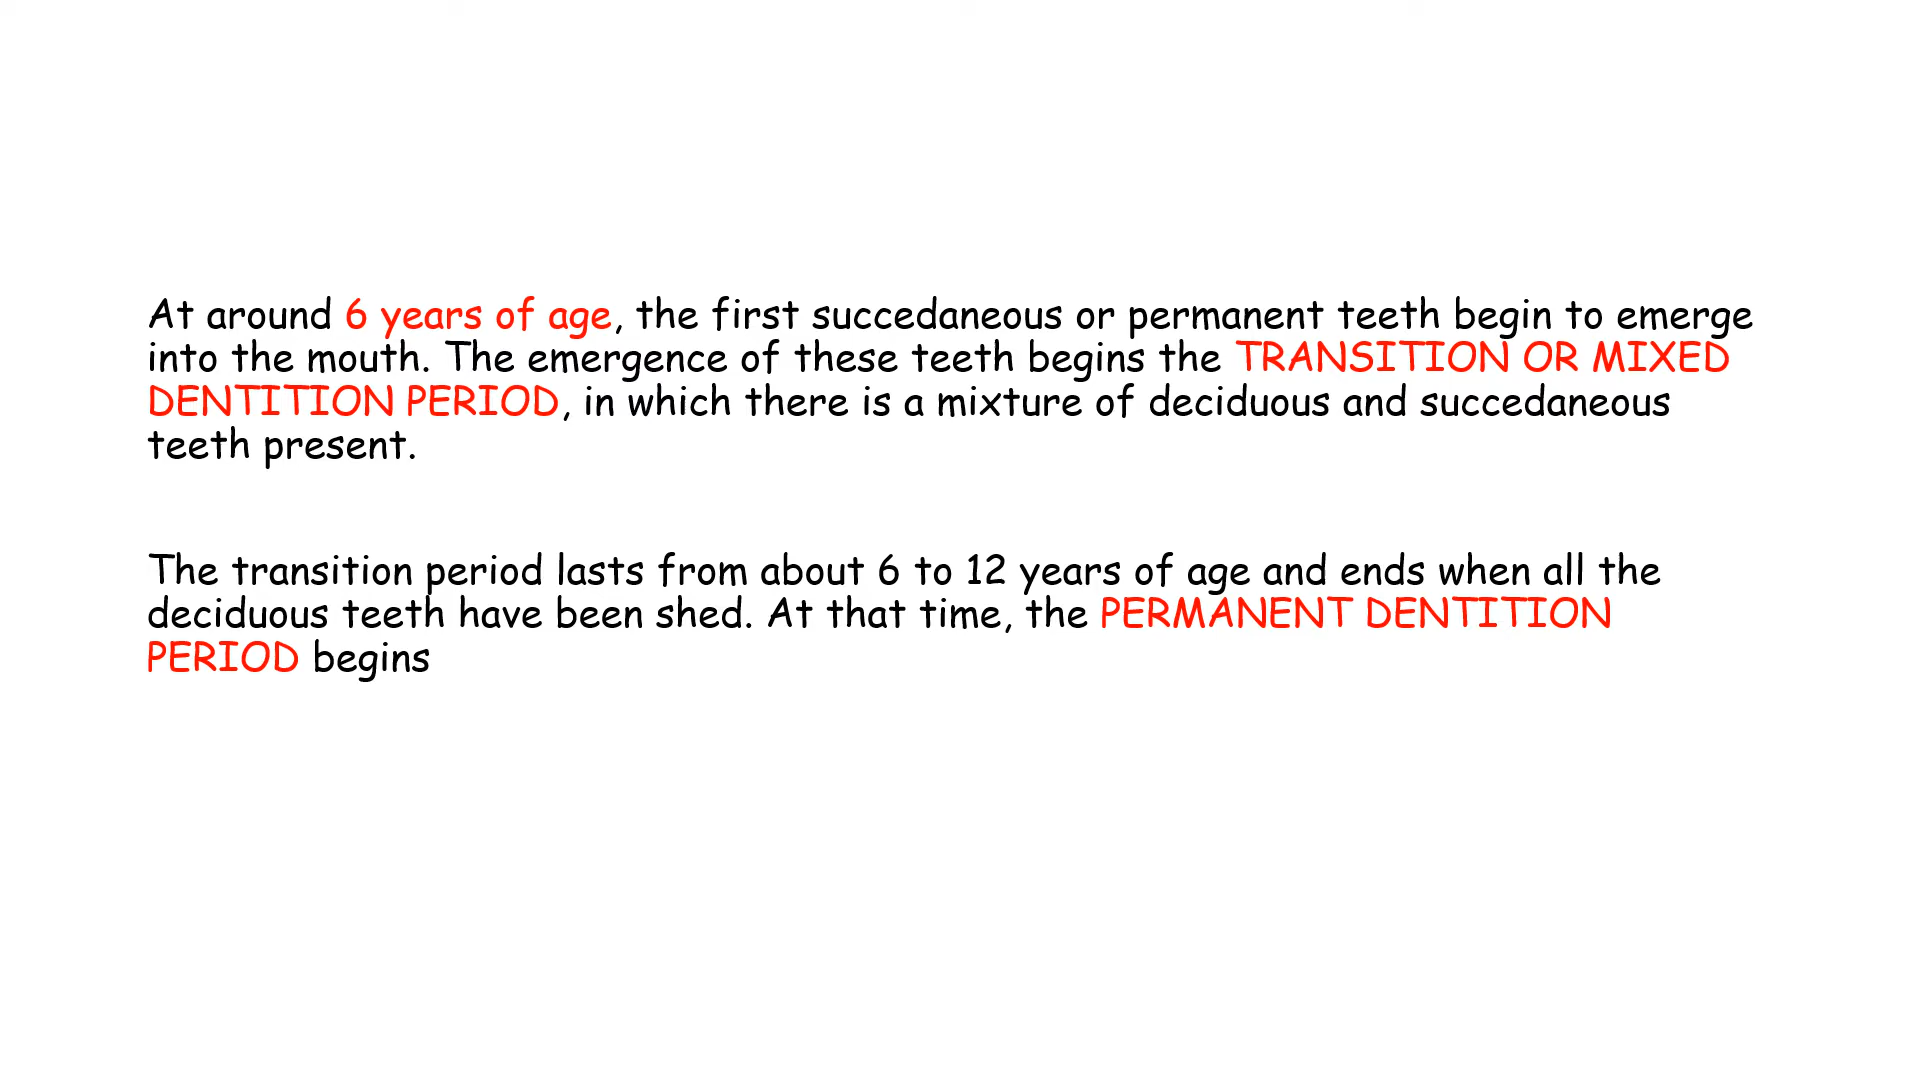 At around 6 years of age, the first succedaneous or permanent teeth begin to emerge
into the mouth. The emergence of these teeth begins the TRANSITION OR MIXED
DENTITION PERIOD, in which there is a mixture of deciduous and succedaneous
teeth present.
The transition period lasts from about 6 to 12 years of age and ends when all the
deciduous teeth have been shed. At that time, the PERMANENT DENTITION
PERIOD begins